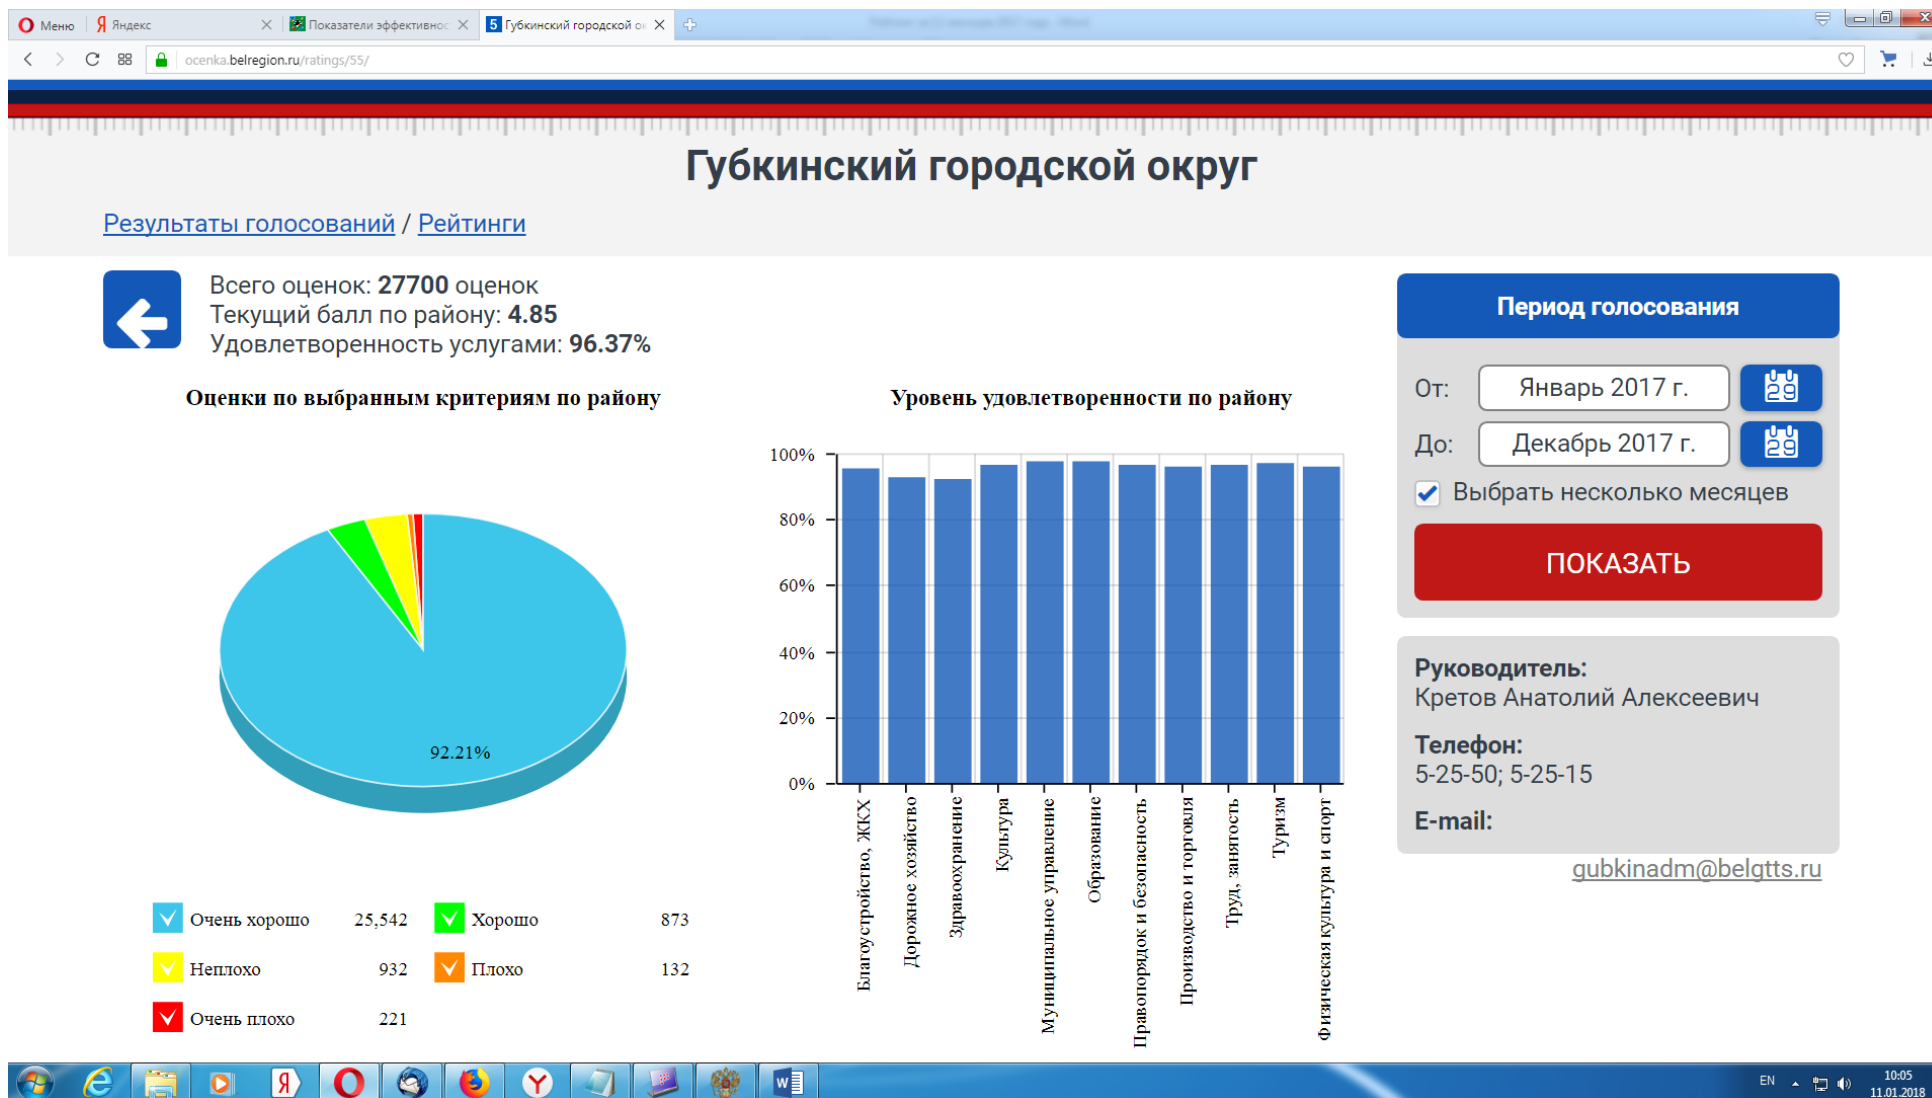 Меню
Яндекс
Показатели эффективнос
5 Губкинский городской ок
ocenka.belregion.ru/ratings/55/
Губкинский городской округ
Результаты голосований / Рейтинги
Всего оценок: 27700 оценок
Текущий балл по району: 4.85
Удовлетворенность услугами: 96.37%
Оценки по выбранным критериям по району
92.21%
Очень хорошо 25,542
Хорошо 873
Неплохо 932
Плохо 132
Очень плохо 221
Уровень удовлетворенности по району
100%
80%
60%
40%
20%
0%
Благоустройство, ЖКХ
Дорожное хозяйство
Здравоохранение
Культура
Муниципальное управление
Образование
Правопорядок и безопасность
Производство и торговля
Труд, занятость
Туризм
Физическая культура и спорт
Период голосования
От: Январь 2017 г.
29
До: Декабрь 2017 г.
29
Выбрать несколько месяцев
ПОКАЗАТЬ
Руководитель:
Кретов Анатолий Алексеевич
Телефон:
5-25-50; 5-25-15
E-mail:
gubkinadm@belgtts.ru
EN
10:05
11.01.2018